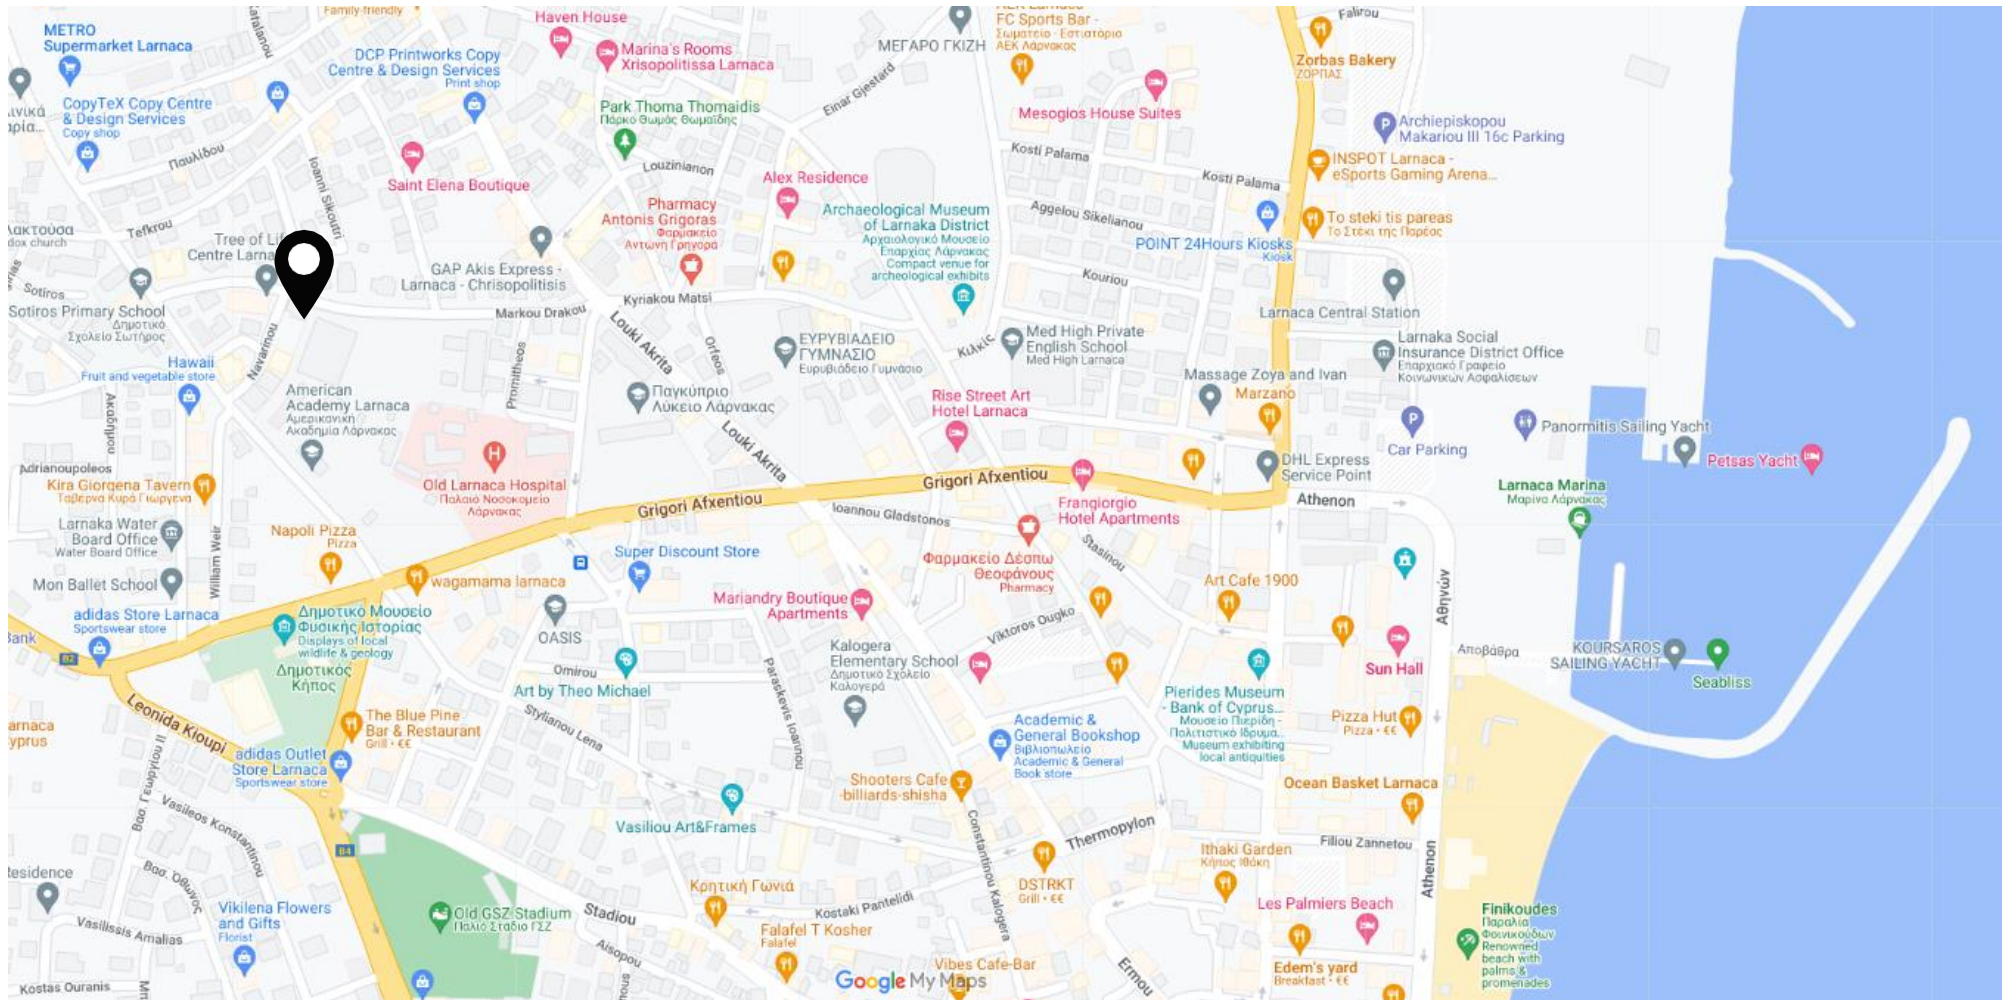 Family-friendly
METRO
Supermarket Larnaca
CopyTeX Copy Centre
& Design Services
Copy shop
DCP Printworks Copy
Centre & Design Services
Print shop
Haven House
Marina's Rooms
Xrisopolitissa Larnaca
Park Thoma Thomaidis
Πάρκο Θωμάς Θωμαΐδης
Louzinianon
Einar Gjestard
ΜΕΓΑΡΟ ΓΚΙΖΗ
FC Sports Bar -
Σωματείο - Εστιατόριο
ΑΕΚ Λάρνακας
Mesogios House Suites
Falirou
Zorbas Bakery
ΖΟΡΠΑΣ
Archiepiskopou
Makariou III 16c Parking
INSPOT Larnaca -
eSports Gaming Arena...
Kosti Palama
Kosti Palama
Παυλίδου
Ioanni Sikoutri
Saint Elena Boutique
Alex Residence
Pharmacy
Antonis Grigoras
Φαρμακείο
Αντώνη Γρηγορά
Archaeological Museum
of Larnaka District
Αρχαιολογικό Μουσείο
Επαρχίας Λάρνακας
Compact venue for
archeological exhibits
Aggelou Sikelianou
POINT 24Hours Kiosks
Kiosk
To steki tis pareas
Το Στέκι της Παρέας
Tefkrou
Tree of Life
Sotiros
Sotiros Primary School
Δημοτικό
Σχολείο Σωτήρος
GAP Akis Express -
Larnaca - Chrisopolitisis
Markou Drakou
Kyriakou Matsi
Kouriou
Larnaca Central Station
Navarinou
Louki Akrita
Orfeos
Promitheos
ΕΥΡΥΒΙΑΔΕΙΟ
ΓΥΜΝΑΣΙΟ
Ευρυβιάδειο Γυμνάσιο
Κιλκίς
Med High Private
English School
Med High Larnaca
Larnaka Social
Insurance District Office
Επαρχιακό Γραφείο
Κοινωνικών Ασφαλίσεων
Hawaii
Fruit and vegetable store
American
Academy Larnaca
Αμερικανική
Ακαδημία Λάρνακας
Ακαδήμου
Παγκύπριο
Λύκειο Λάρνακας
Louki Akrita
Rise Street Art
Hotel Larnaca
Massage Zoya and Ivan
Marzano
Car Parking
Panormitis Sailing Yacht
Petsas Yacht
Adrianoupoleos
Kira Giorgena Tavern
Ταβέρνα Κυρά Γιωργένα
Old Larnaca Hospital
Παλαιό Νοσοκομείο
Λάρνακας
Grigori Afxentiou
Grigori Afxentiou
DHL Express
Service Point
Athenon
Larnaca Marina
Μαρίνα Λάρνακας
Frangiorgio
Hotel Apartments
Ioannou Gladstonos
Larnaka Water
Board Office
Water Board Office
Napoli Pizza
Pizza
William Weir
Mon Ballet School
wagamama larnaca
Super Discount Store
Φαρμακείο Δέσπω
Θεοφάνους
Pharmacy
Stasinou
Art Cafe 1900
Αθηνών
adidas Store Larnaca
Sportswear store
B2
Δημοτικό Μουσείο
Φυσικής Ιστορίας
Displays of local
wildlife & geology
Δημοτικός
Κήπος
OASIS
Mariandry Boutique
Apartments
Viktoros Ougko
Kalogera
Elementary School
Δημοτικό Σχολείο
Καλογερά
Omirou
Art by Theo Michael
Paraskevis Ioannou
Sun Hall
Αποβάθρα
KOURSAROS
SAILING YACHT
Seabliss
Pierides Museum
- Bank of Cyprus...
Μουσείο Πιερίδη -
Πολιτιστικό Ίδρυμα...
Museum exhibiting
local antiquities
Pizza Hut
Pizza • €€
Leonida Kioupi
The Blue Pine
Bar & Restaurant
Grill • €€
Stylianou Lena
adidas Outlet
Store Larnaca
Sportswear store
Academic &
General Bookshop
Βιβλιοπωλείο
Academic & General
Book store
Shooters Cafe
-billiards-shisha
Ocean Basket Larnaca
Βασ. Γεωργίου II
Vasileos Konstantinou
Vasiliou Art&Frames
Constantinou Kalogera
Thermopylon
Filiou Zannetou
B4
Βασ. Όθωνος
Ithaki Garden
Κήπος Ιθάκη
Athenon
DSTRKT
Grill • €€
Κρητική Γωνιά
Kostaki Pantelidi
Les Palmiers Beach
Vikilena Flowers
and Gifts
Florist
Old GSZ Stadium
Παλιό Στάδιο ΓΣΖ
Stadiou
Vasilissis Amalias
Aisopou
Falafel T Kosher
Falafel
Finikoudes
Παραλία
Φοινικούδων
Renowned
beach with
palms &
promenades
Vibes Cafe-Bar
Ermou
Edem's yard
Breakfast • €€
Kostas Ouranis
Google My Maps